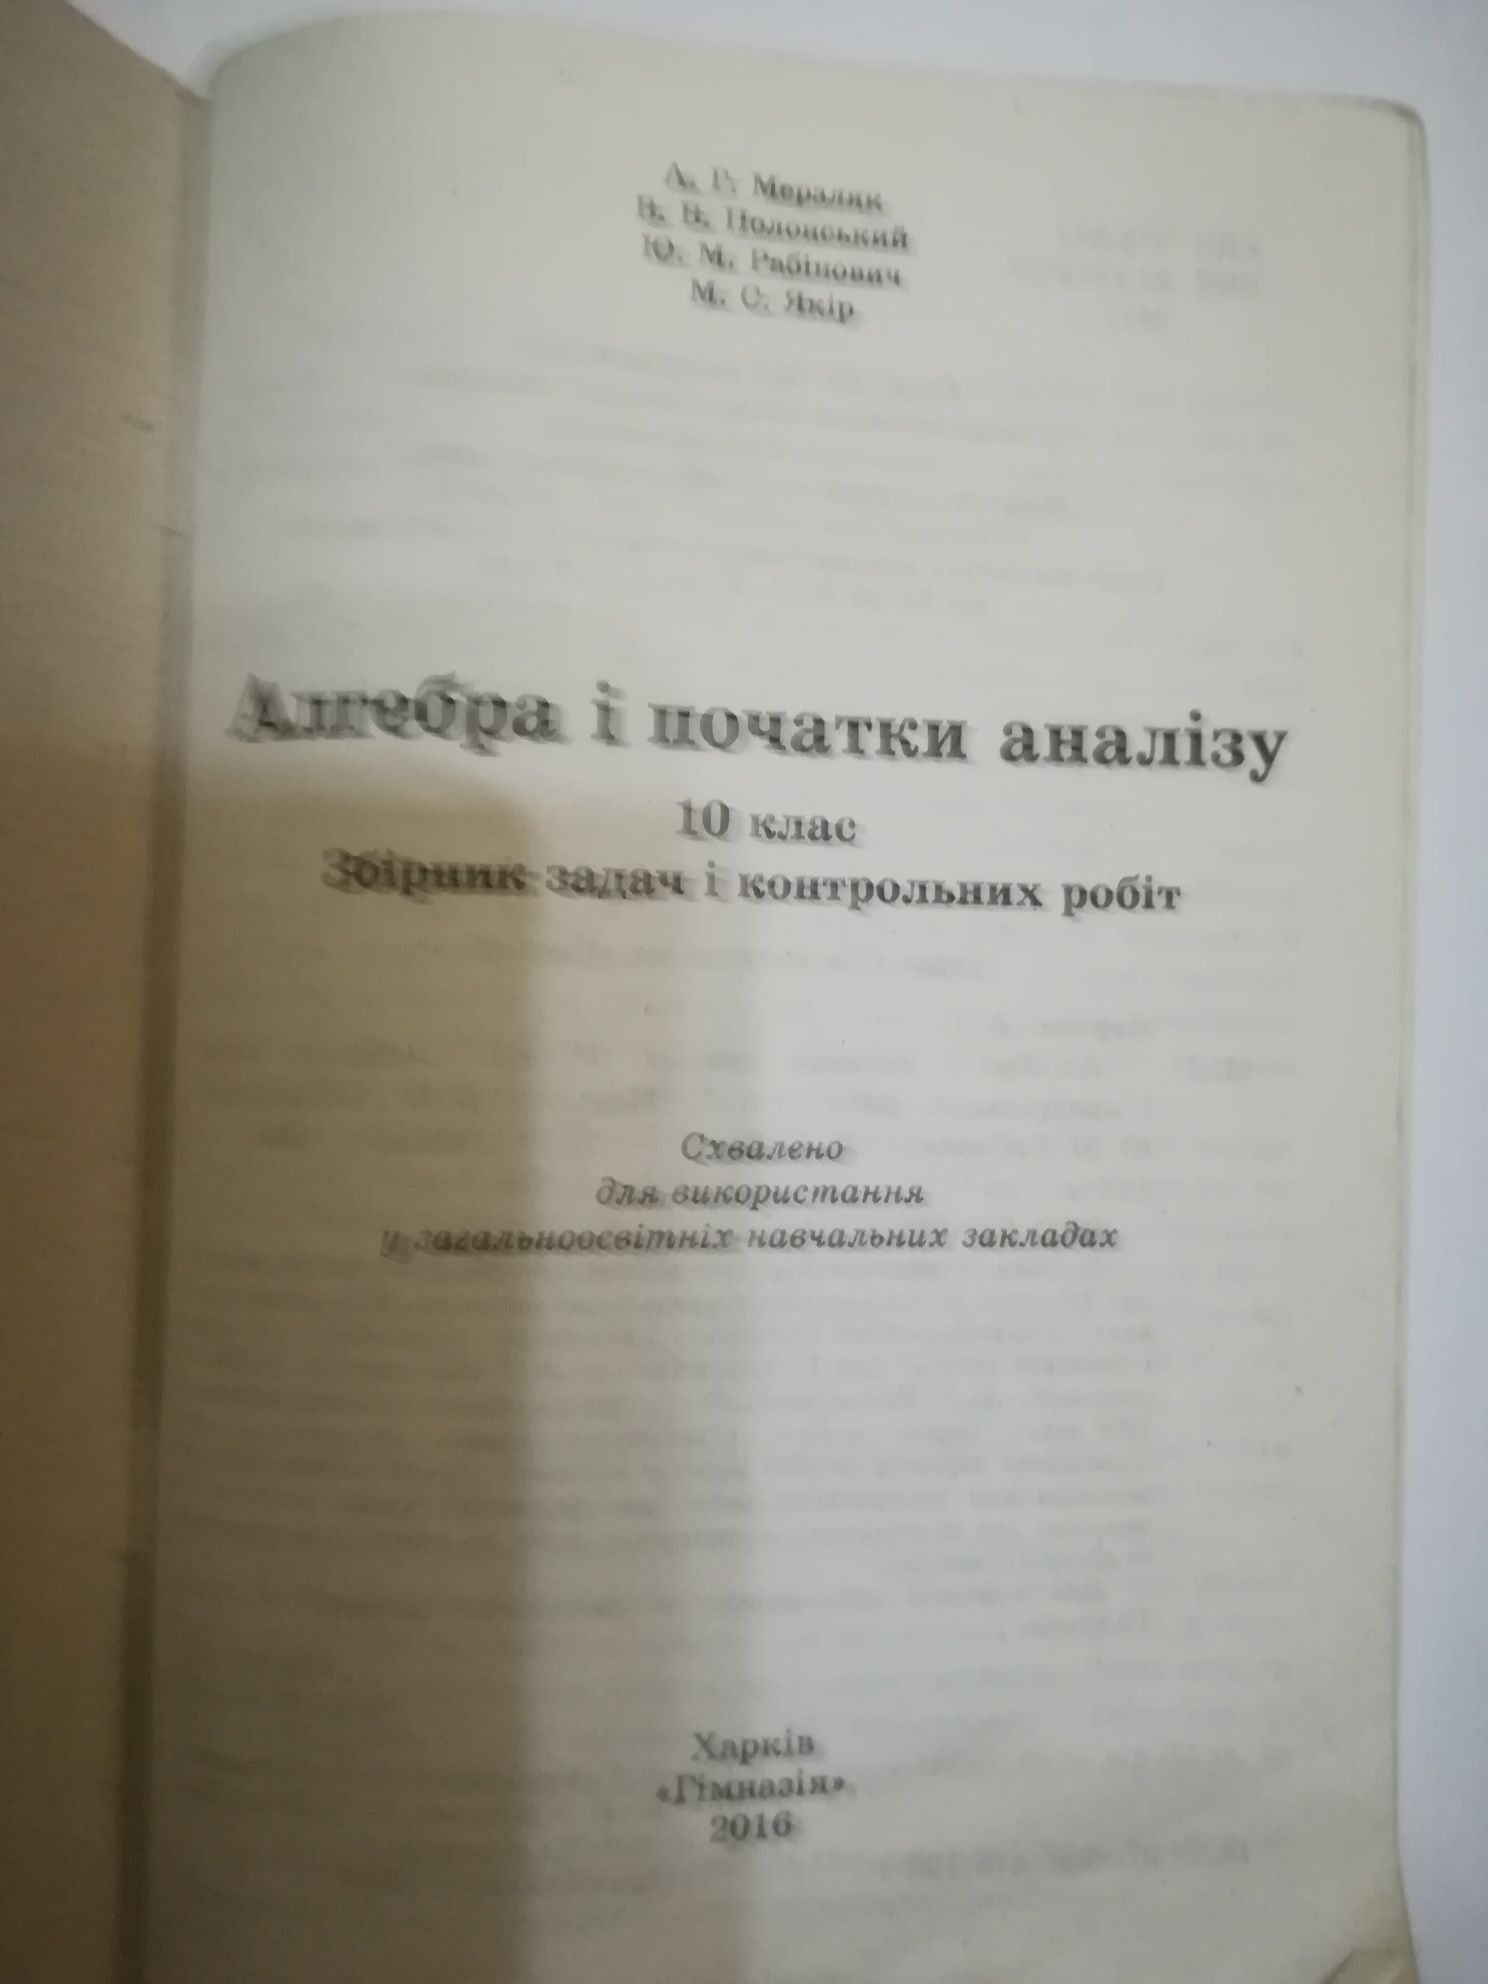 А. Г. Мерзляк
В. Б. Полонський
Ю. М. Рабінович
М. С. Якір
Алгебра і початки аналізу
10 клас
Збірник задач і контрольних робіт
Схвалено
для використання
у загальноосвітніх навчальних закладах
Харків
«Гімназія»
2016